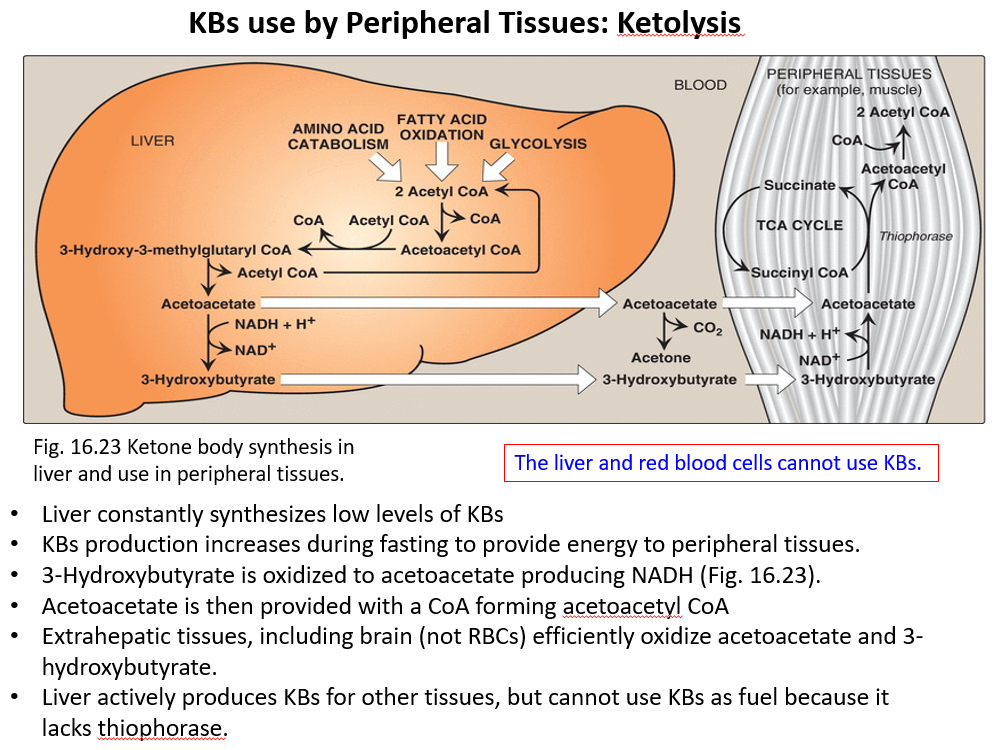 KBs use by Peripheral Tissues: Ketolysis
BLOOD
PERIPHERAL TISSUES
(for example, muscle)
LIVER
AMINO ACID
CATABOLISM
FATTY ACID
OXIDATION
GLYCOLYSIS
2 Acetyl CoA
CoA
Acetyl CoA
CoA
3-Hydroxy-3-methylglutaryl CoA
Acetoacetyl CoA
Acetyl CoA
Acetoacetate
NADH + H+
NAD+
3-Hydroxybutyrate
Acetoacetate
CO2
Acetone
3-Hydroxybutyrate
2 Acetyl CoA
CoA
Acetoacetyl
CoA
Succinate
TCA CYCLE
Thiophorase
Succinyl CoA
Acetoacetate
NADH + H+
NAD+
3-Hydroxybutyrate
Fig. 16.23 Ketone body synthesis in
liver and use in peripheral tissues.
The liver and red blood cells cannot use KBs.
• Liver constantly synthesizes low levels of KBs
• KBs production increases during fasting to provide energy to peripheral tissues.
• 3-Hydroxybutyrate is oxidized to acetoacetate producing NADH (Fig. 16.23).
• Acetoacetate is then provided with a CoA forming acetoacetyl CoA
• Extrahepatic tissues, including brain (not RBCs) efficiently oxidize acetoacetate and 3-
hydroxybutyrate.
• Liver actively produces KBs for other tissues, but cannot use KBs as fuel because it
lacks thiophorase.